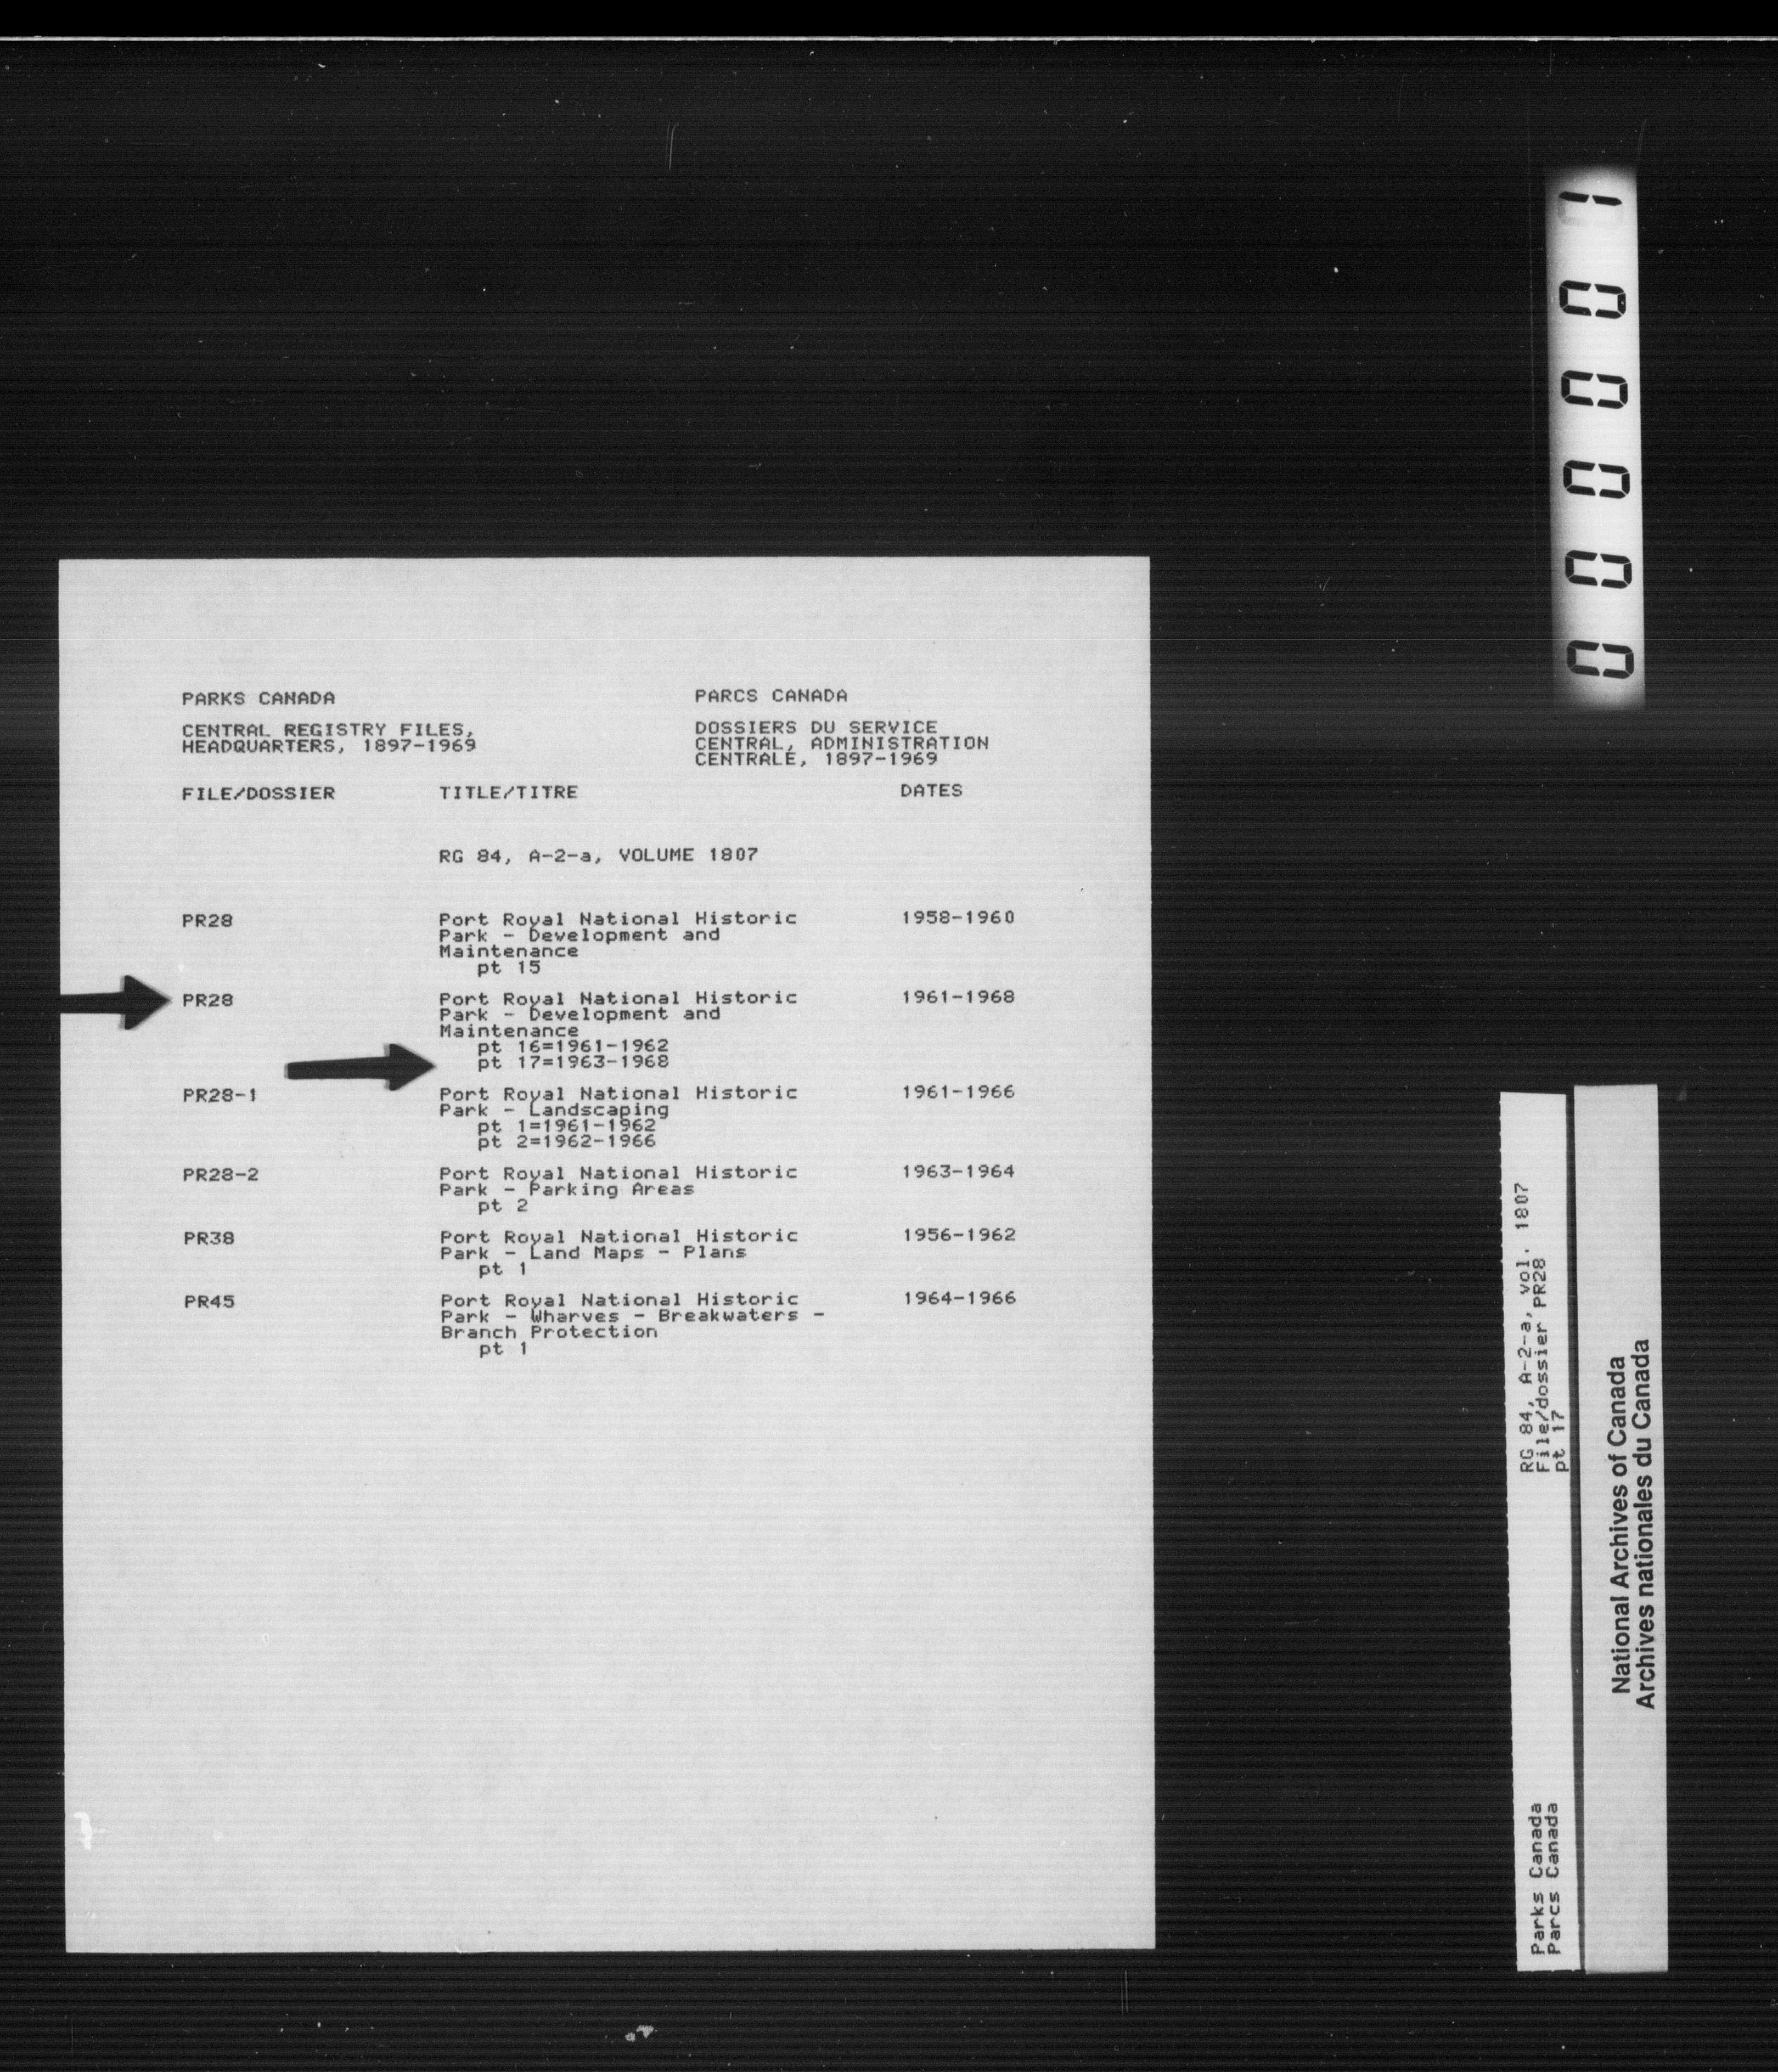 PARKS CANADA
CENTRAL REGISTRY FILES,
HEADQUARTERS, 1897-1969
PARCS CANADA
DOSSIERS DU SERVICE
CENTRAL, ADMINISTRATION
CENTRALE, 1897-1969
FILE/DOSSIER TITLE/TITRE DATES
RG 84, A-2-a, VOLUME 1807
PR28 Port Royal National Historic 1958-1960
Park - Development and
Maintenance
pt 15
PR28 Port Royal National Historic 1961-1968
Park - Development and
Maintenance
pt 16=1961-1962
pt 17=1963-1968
PR28-1 Port Royal National Historic 1961-1966
Park - Landscaping
pt 1=1961-1962
pt 2=1962-1966
PR28-2 Port Royal National Historic 1963-1964
Park - Parking Areas
pt 2
PR38 Port Royal National Historic 1956-1962
Park - Land Maps - Plans
pt 1
PR45 Port Royal National Historic 1964-1966
Park - Wharves - Breakwaters -
Branch Protection
pt 1
000001
Parks Canada
Parcs Canada
RG 84, A-2-a, vol. 1807
File/dossier PR28
pt 17
National Archives of Canada
Archives nationales du Canada